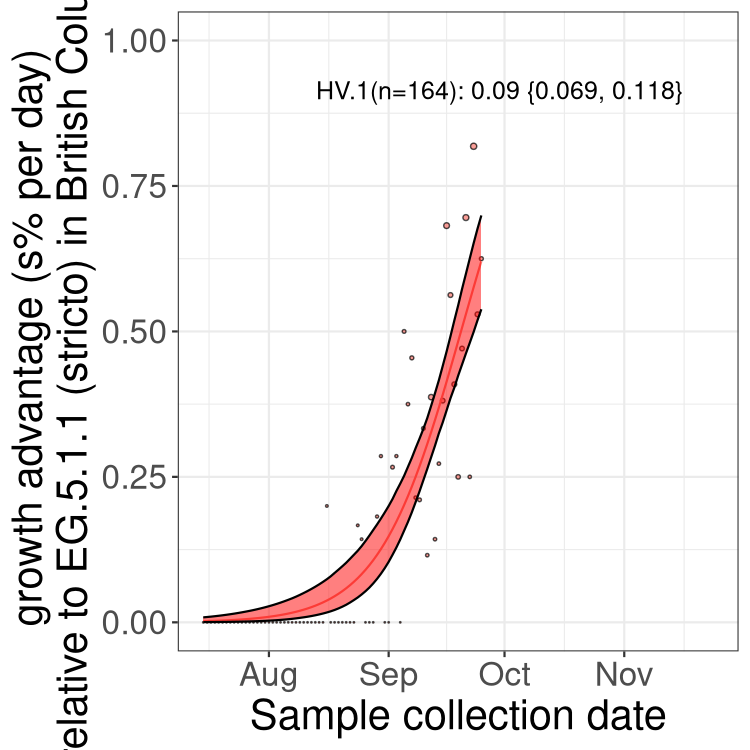 growth advantage (s% per day)
relative to EG.5.1.1 (stricto) in British Colu
1.00
0.75
0.50
0.25
0.00
HV.1(n=164): 0.09 {0.069, 0.118}
Aug Sep Oct Nov
Sample collection date